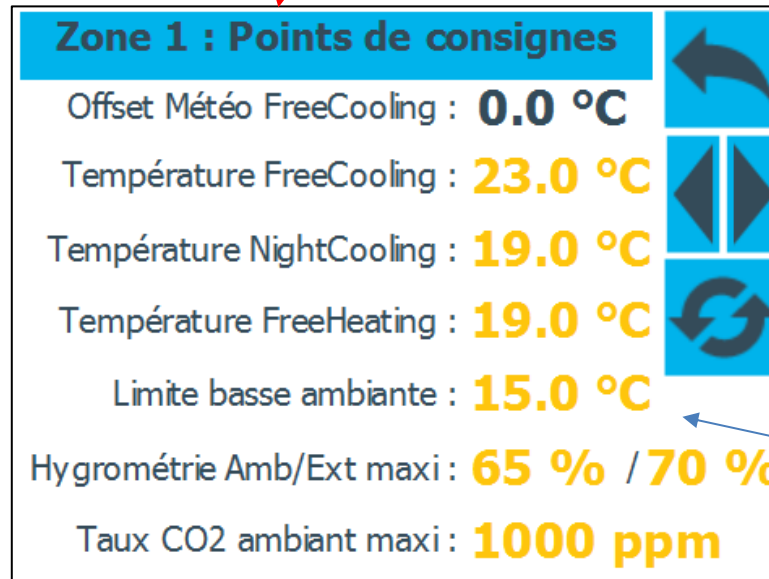 Zone 1 : Points de consignes
Offset Météo FreeCooling : 0.0 °C
Température FreeCooling : 23.0 °C
Température NightCooling : 19.0 °C
Température FreeHeating : 19.0 °C
Limite basse ambiante : 15.0 °C
Hygrométrie Amb/Ext maxi : 65 % / 70 %
Taux CO2 ambiant maxi : 1000 ppm